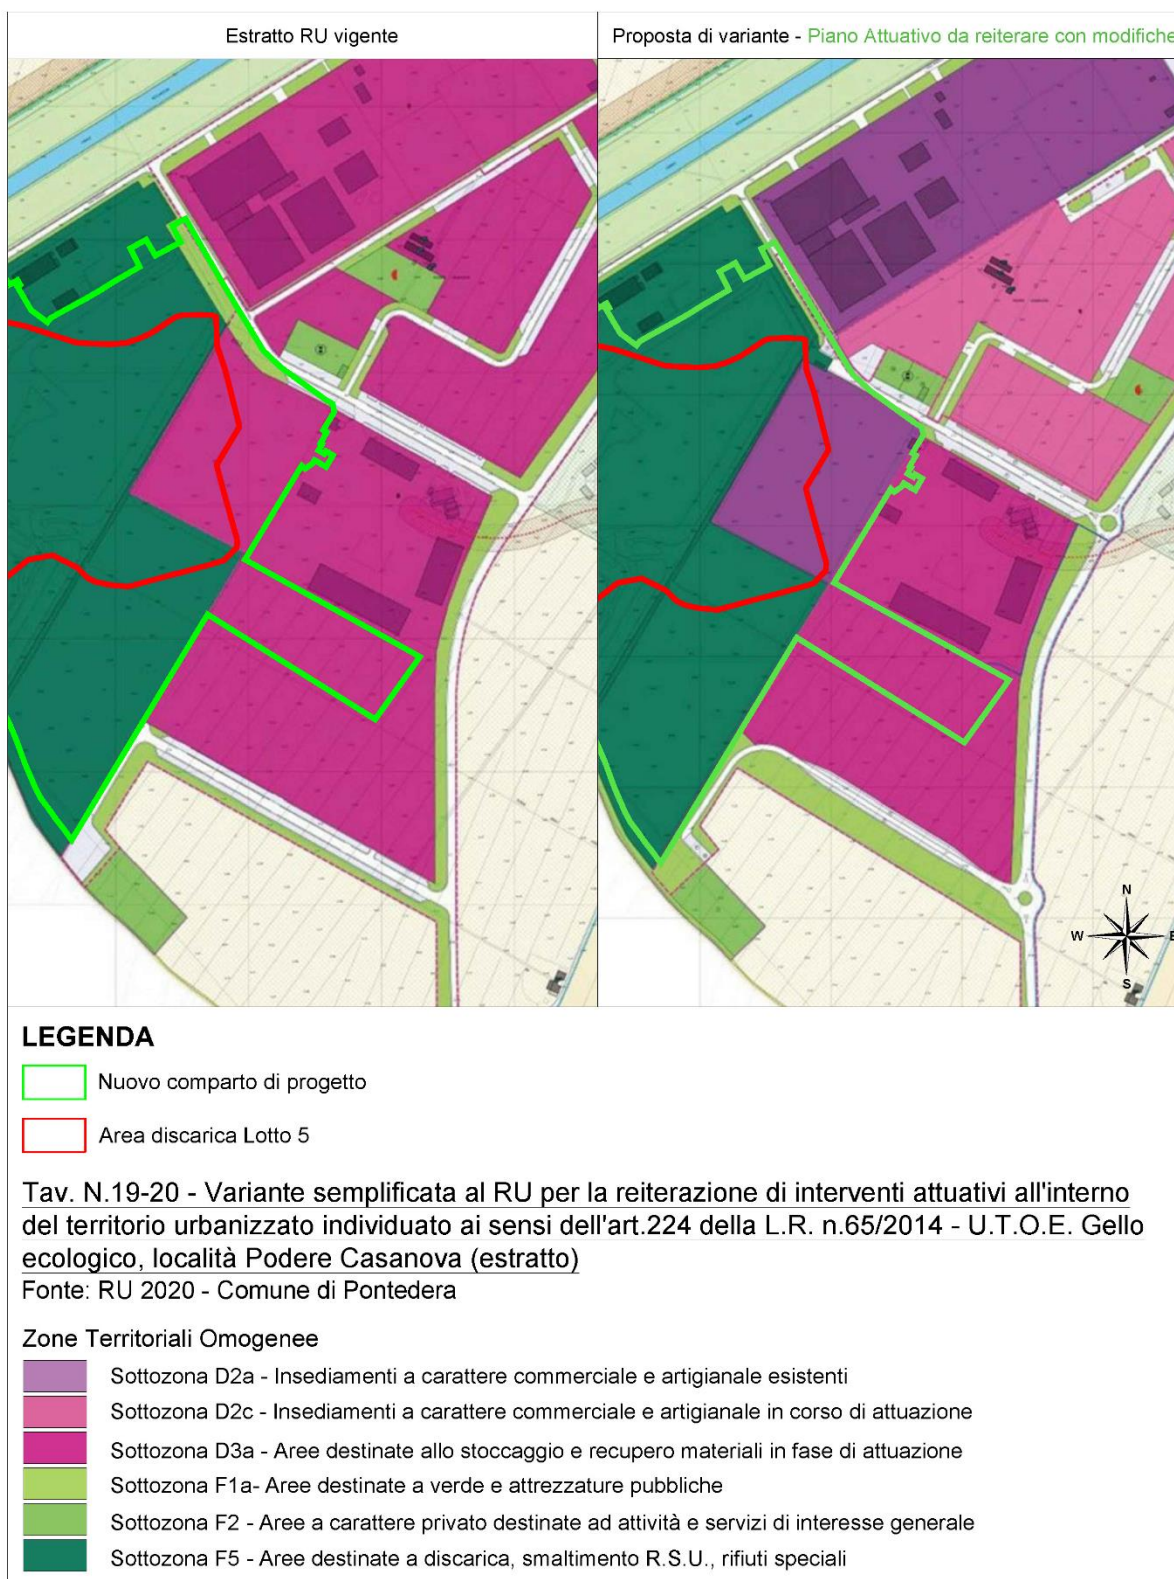 Estratto RU vigente
Proposta di variante - Piano Attuativo da reiterare con modifiche
N
W
E
S
LEGENDA
Nuovo comparto di progetto
Area discarica Lotto 5
Tav. N.19-20 - Variante semplificata al RU per la reiterazione di interventi attuativi all'interno
del territorio urbanizzato individuato ai sensi dell'art.224 della L.R. n.65/2014 - U.T.O.E. Gello
ecologico, località Podere Casanova (estratto)
Fonte: RU 2020 - Comune di Pontedera
Zone Territoriali Omogenee
Sottozona D2a - Insediamenti a carattere commerciale e artigianale esistenti
Sottozona D2c - Insediamenti a carattere commerciale e artigianale in corso di attuazione
Sottozona D3a - Aree destinate allo stoccaggio e recupero materiali in fase di attuazione
Sottozona F1a- Aree destinate a verde e attrezzature pubbliche
Sottozona F2 - Aree a carattere privato destinate ad attività e servizi di interesse generale
Sottozona F5 - Aree destinate a discarica, smaltimento R.S.U., rifiuti speciali